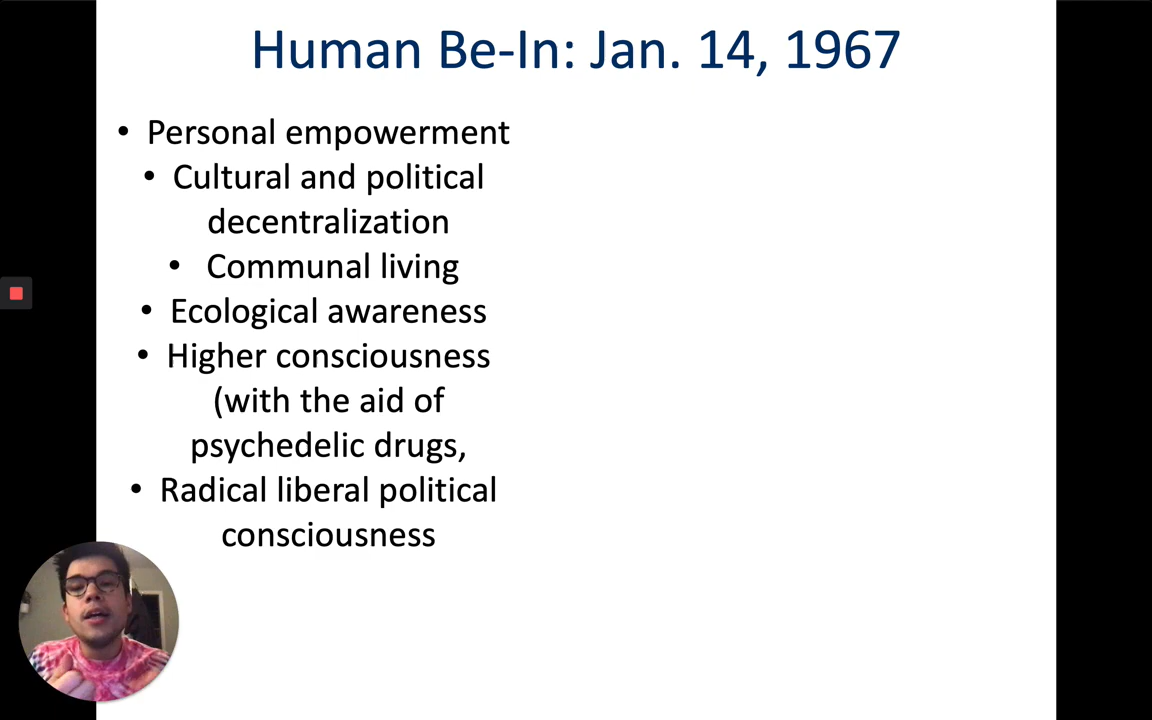 Human Be-In: Jan. 14, 1967
• Personal empowerment
• Cultural and political
decentralization
• Communal living
• Ecological awareness
• Higher consciousness
(with the aid of
psychedelic drugs,
• Radical liberal political
consciousness